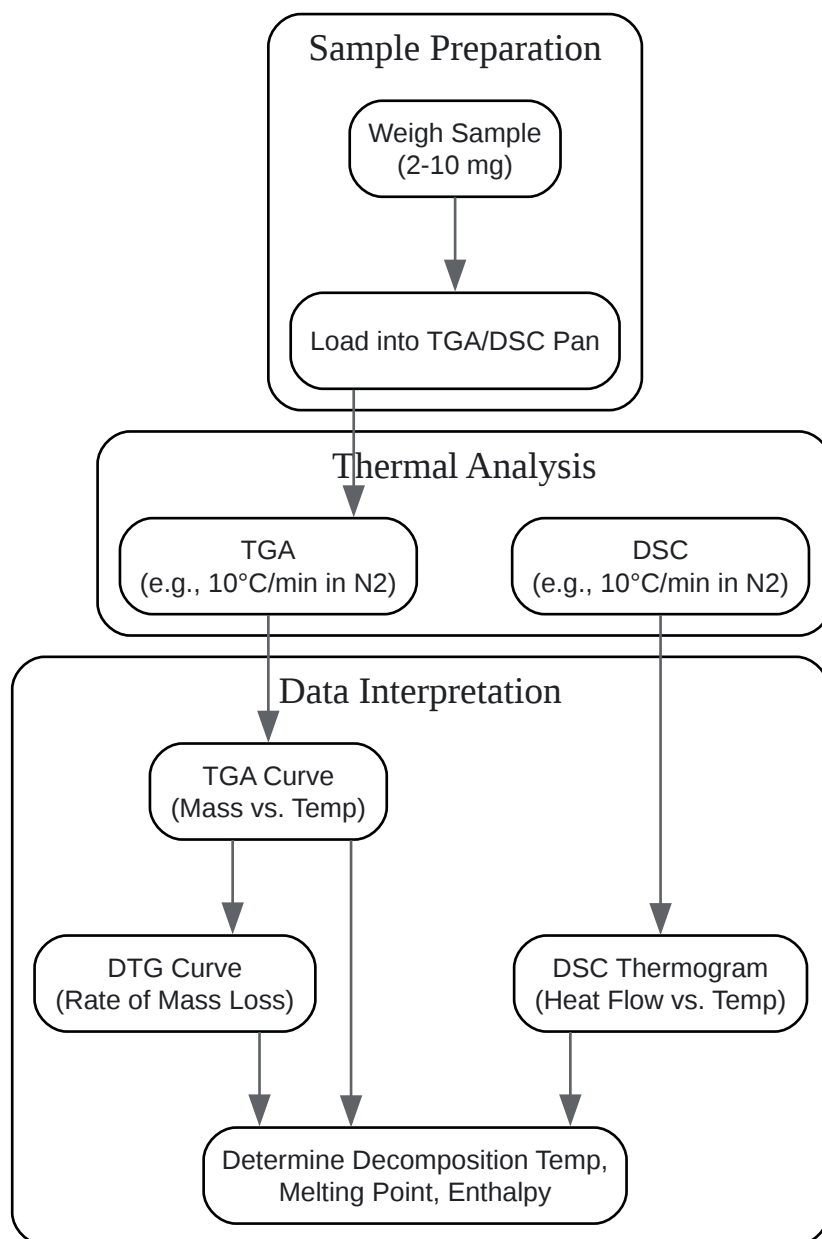 Sample Preparation
Weigh Sample
(2-10 mg)
Load into TGA/DSC Pan
Thermal Analysis
TGA
(e.g., 10°C/min in N2)
DSC
(e.g., 10°C/min in N2)
Data Interpretation
TGA Curve
(Mass vs. Temp)
DTG Curve
(Rate of Mass Loss)
DSC Thermogram
(Heat Flow vs. Temp)
Determine Decomposition Temp,
Melting Point, Enthalpy